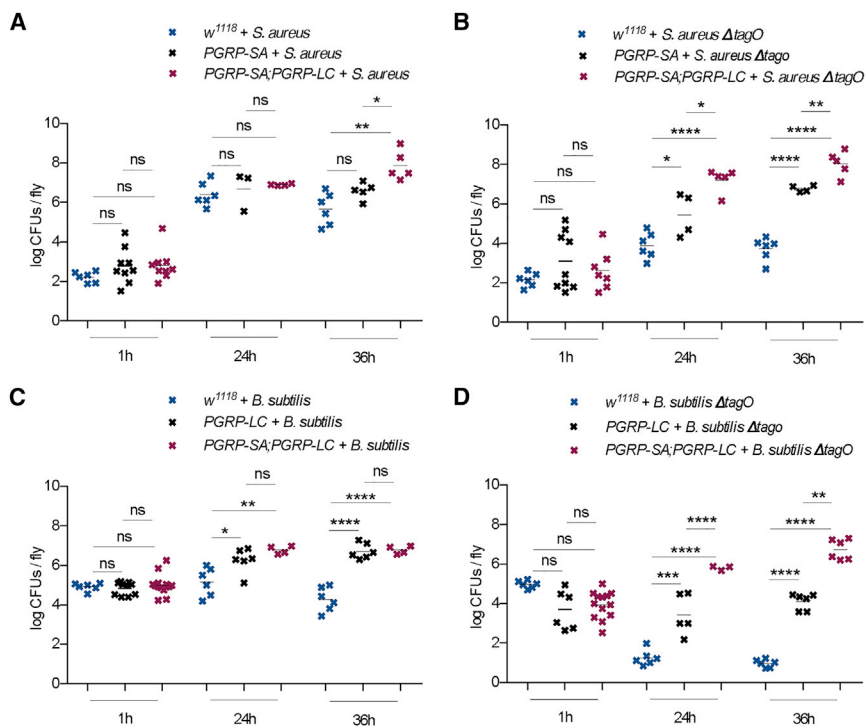 A
w1118 + S. aureus
PGRP-SA + S. aureus
PGRP-SA;PGRP-LC + S. aureus
ns
*
ns
ns
**
ns
ns
ns
ns
10
8
6
4
2
0
log CFUs / fly
1h
24h
36h
B
w1118 + S. aureus ΔtagO
PGRP-SA + S. aureus Δtago
PGRP-SA;PGRP-LC + S. aureus ΔtagO
*
**
****
****
ns
ns
*
****
ns
10
8
6
4
2
0
log CFUs / fly
1h
24h
36h
C
w1118 + B. subtilis
PGRP-LC + B. subtilis
PGRP-SA;PGRP-LC + B. subtilis
ns
ns
ns
**
****
ns
*
****
ns
10
8
6
4
2
0
log CFUs / fly
1h
24h
36h
D
w1118 + B. subtilis ΔtagO
PGRP-LC + B. subtilis Δtago
PGRP-SA;PGRP-LC + B. subtilis ΔtagO
**
ns
****
****
ns
****
ns
***
****
10
8
6
4
2
0
log CFUs / fly
1h
24h
36h